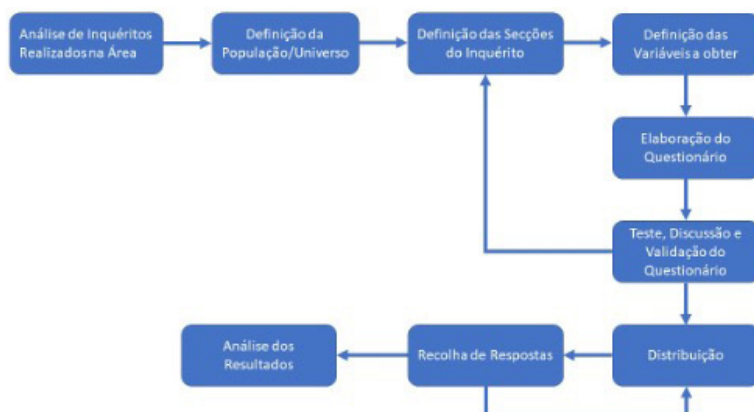 Análise de Inquéritos
Realizados na Área
Definição da
População/Universo
Definição das Secções
do Inquérito
Definição das
Variáveis a obter
Elaboração do
Questionário
Teste, Discussão e
Validação do
Questionário
Distribuição
Recolha de Respostas
Análise dos
Resultados